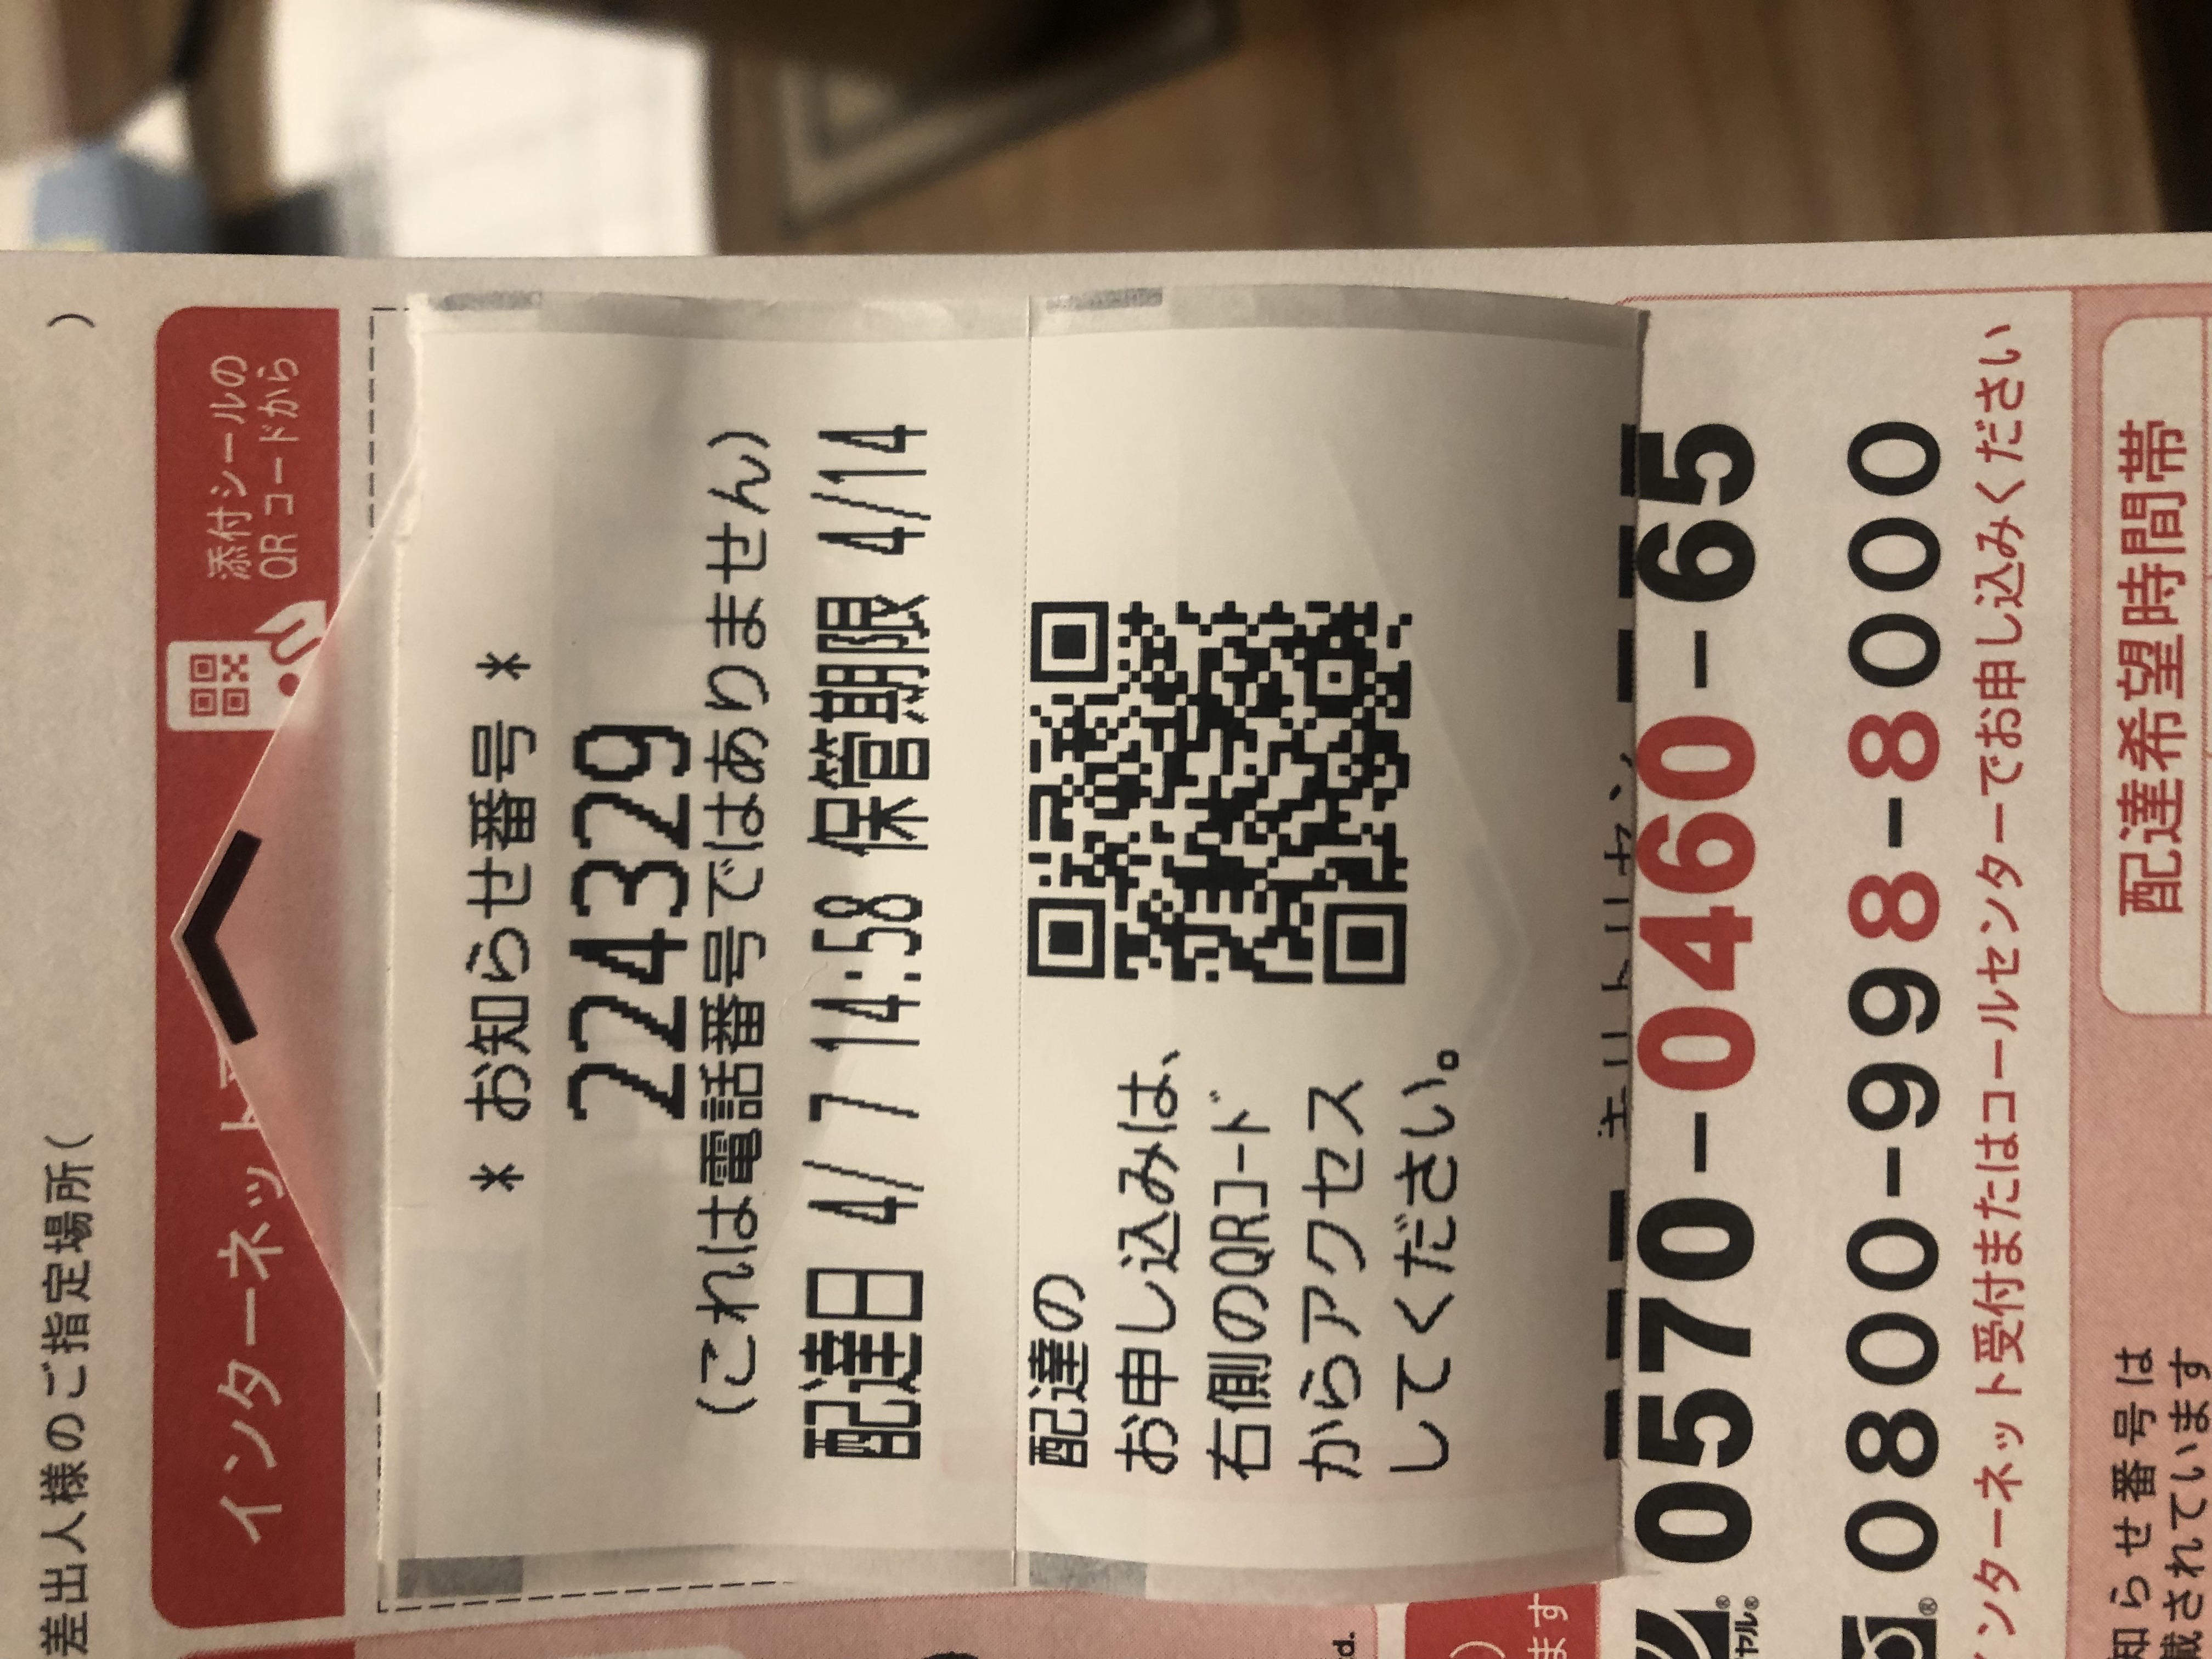 差出人様のご指定場所( )
インターネット
添付シールの
QR コードから
* お知らせ番号 *
224329
(これは電話番号ではありません)
配達日 4/ 7 14:58 保管期限 4/14
配達の
お申し込みは、
右側のQRコード
からアクセス
してください。
キリトリセン
td.
)
ます
0570-0460-65
ヤル®
0800-998-8000
ンターネット受付またはコールセンターでお申し込みください
知らせ番号は
載されています
配達希望時間帯